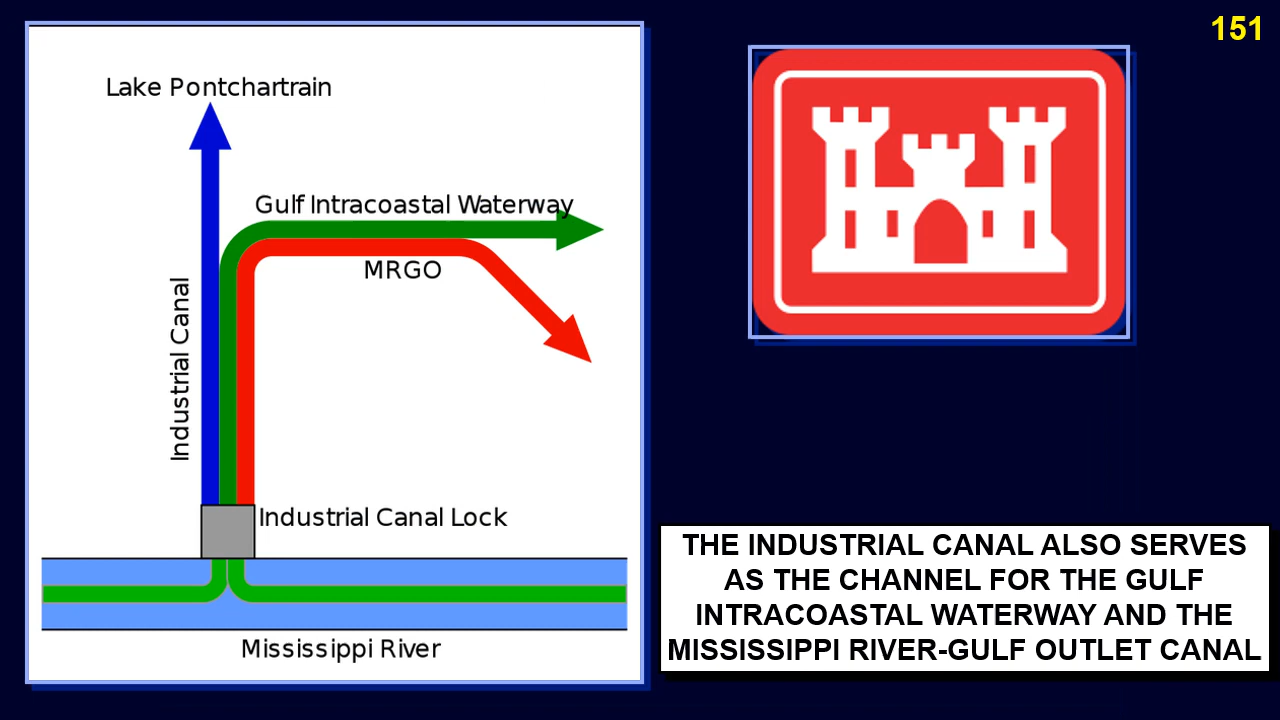 151
Lake Pontchartrain
Gulf Intracoastal Waterway
MRGO
Industrial Canal
Industrial Canal Lock
Mississippi River
THE INDUSTRIAL CANAL ALSO SERVES
AS THE CHANNEL FOR THE GULF
INTRACOASTAL WATERWAY AND THE
MISSISSIPPI RIVER-GULF OUTLET CANAL